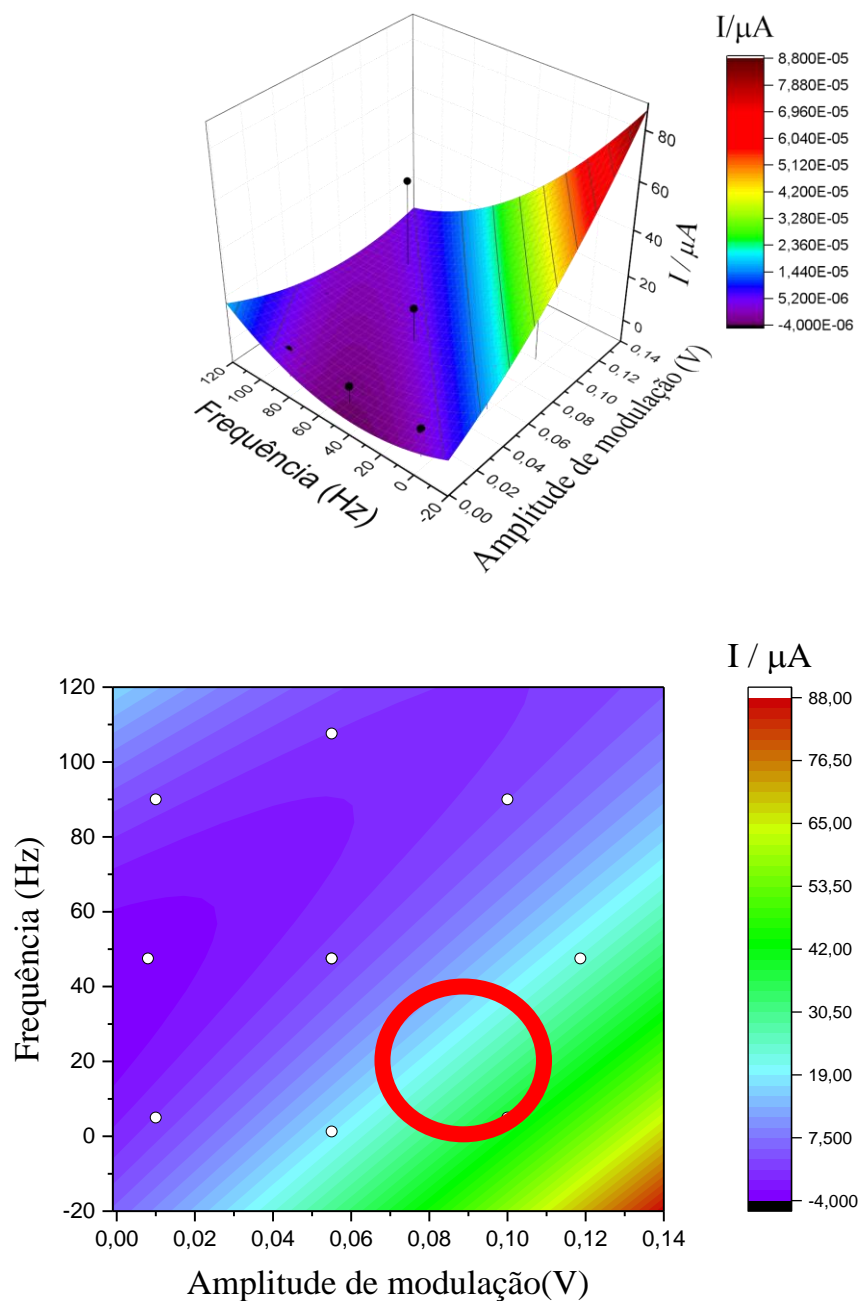 I/μA
8,800E-05
7,880E-05
6,960E-05
6,040E-05
5,120E-05
4,200E-05
3,280E-05
2,360E-05
1,440E-05
5,200E-06
-4,000E-06
80
60
40
20
0
I / μA
0,14
0,12
0,10
0,08
0,06
0,04
0,02
0,00
Amplitude de modulação (V)
120
100
80
60
40
20
0
-20
Frequência (Hz)
I / μA
88,00
76,50
65,00
53,50
42,00
30,50
19,00
7,500
-4,000
120
100
80
60
40
20
0
-20
Frequência (Hz)
0,00 0,02 0,04 0,06 0,08 0,10 0,12 0,14
Amplitude de modulação(V)